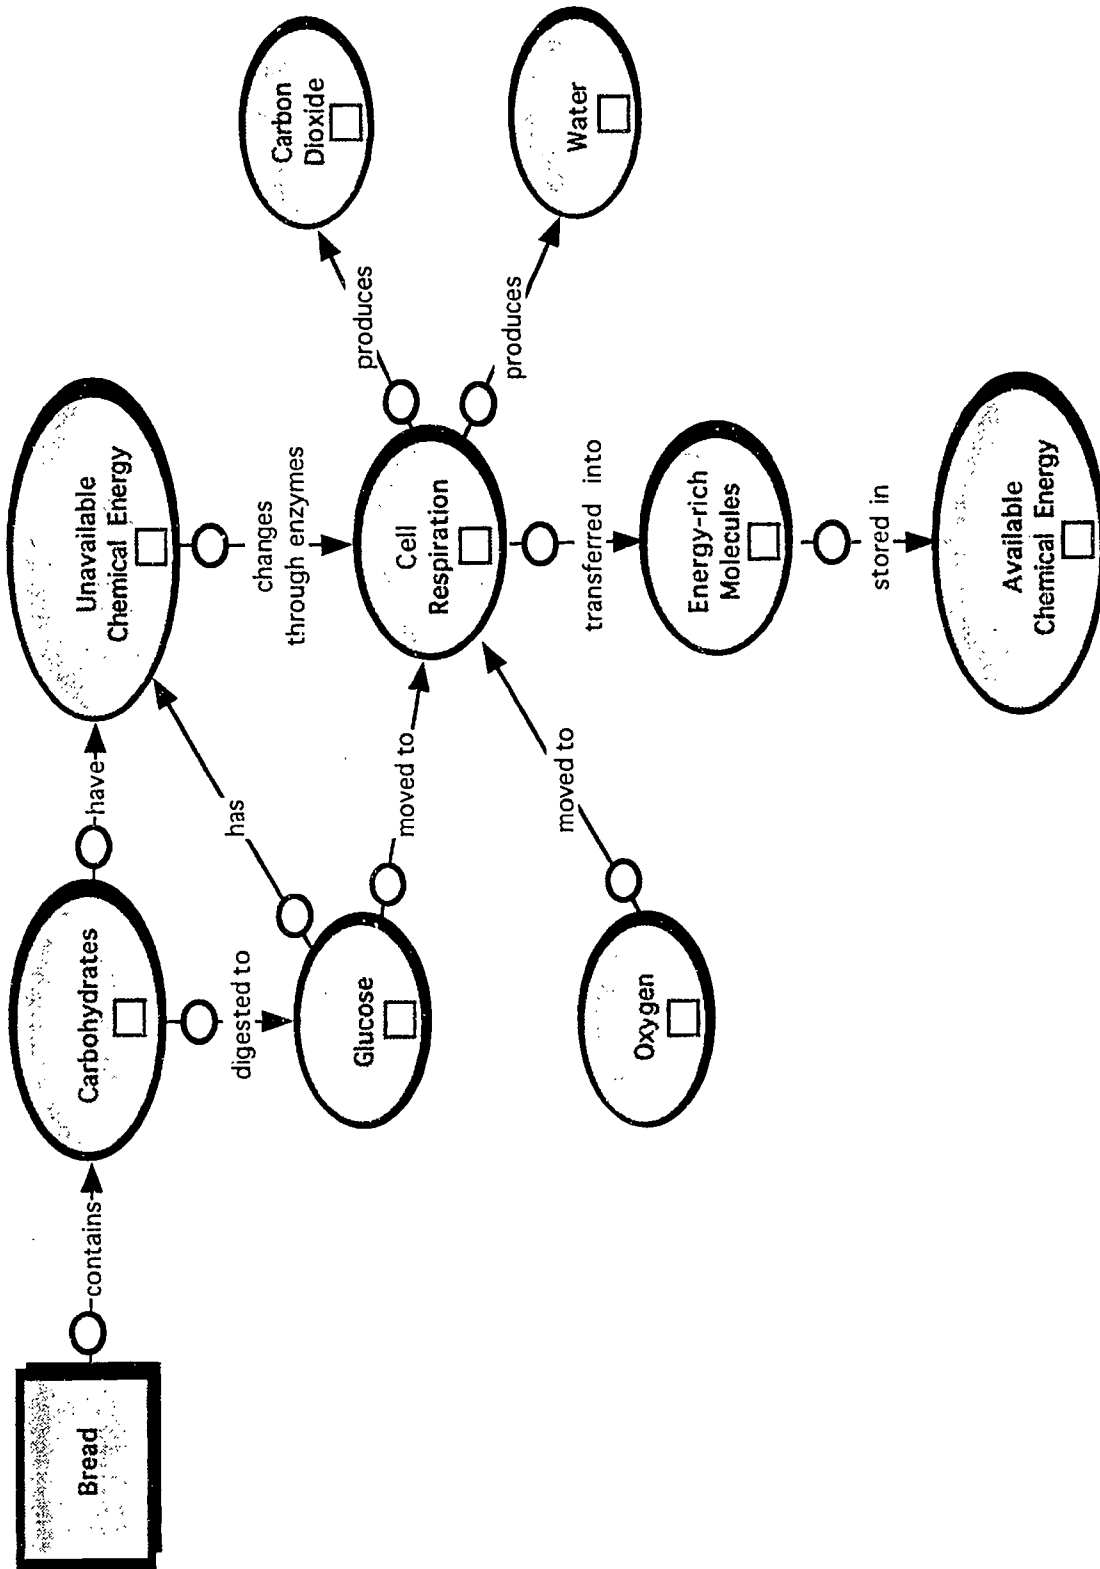 Bread
contains
Carbohydrates
have
Unavailable
Chemical Energy
digested to
Glucose
has
changes
through enzymes
moved to
Cell
Respiration
produces
Carbon
Dioxide
produces
Water
Oxygen
moved to
transferred into
Energy-rich
Molecules
stored in
Available
Chemical Energy